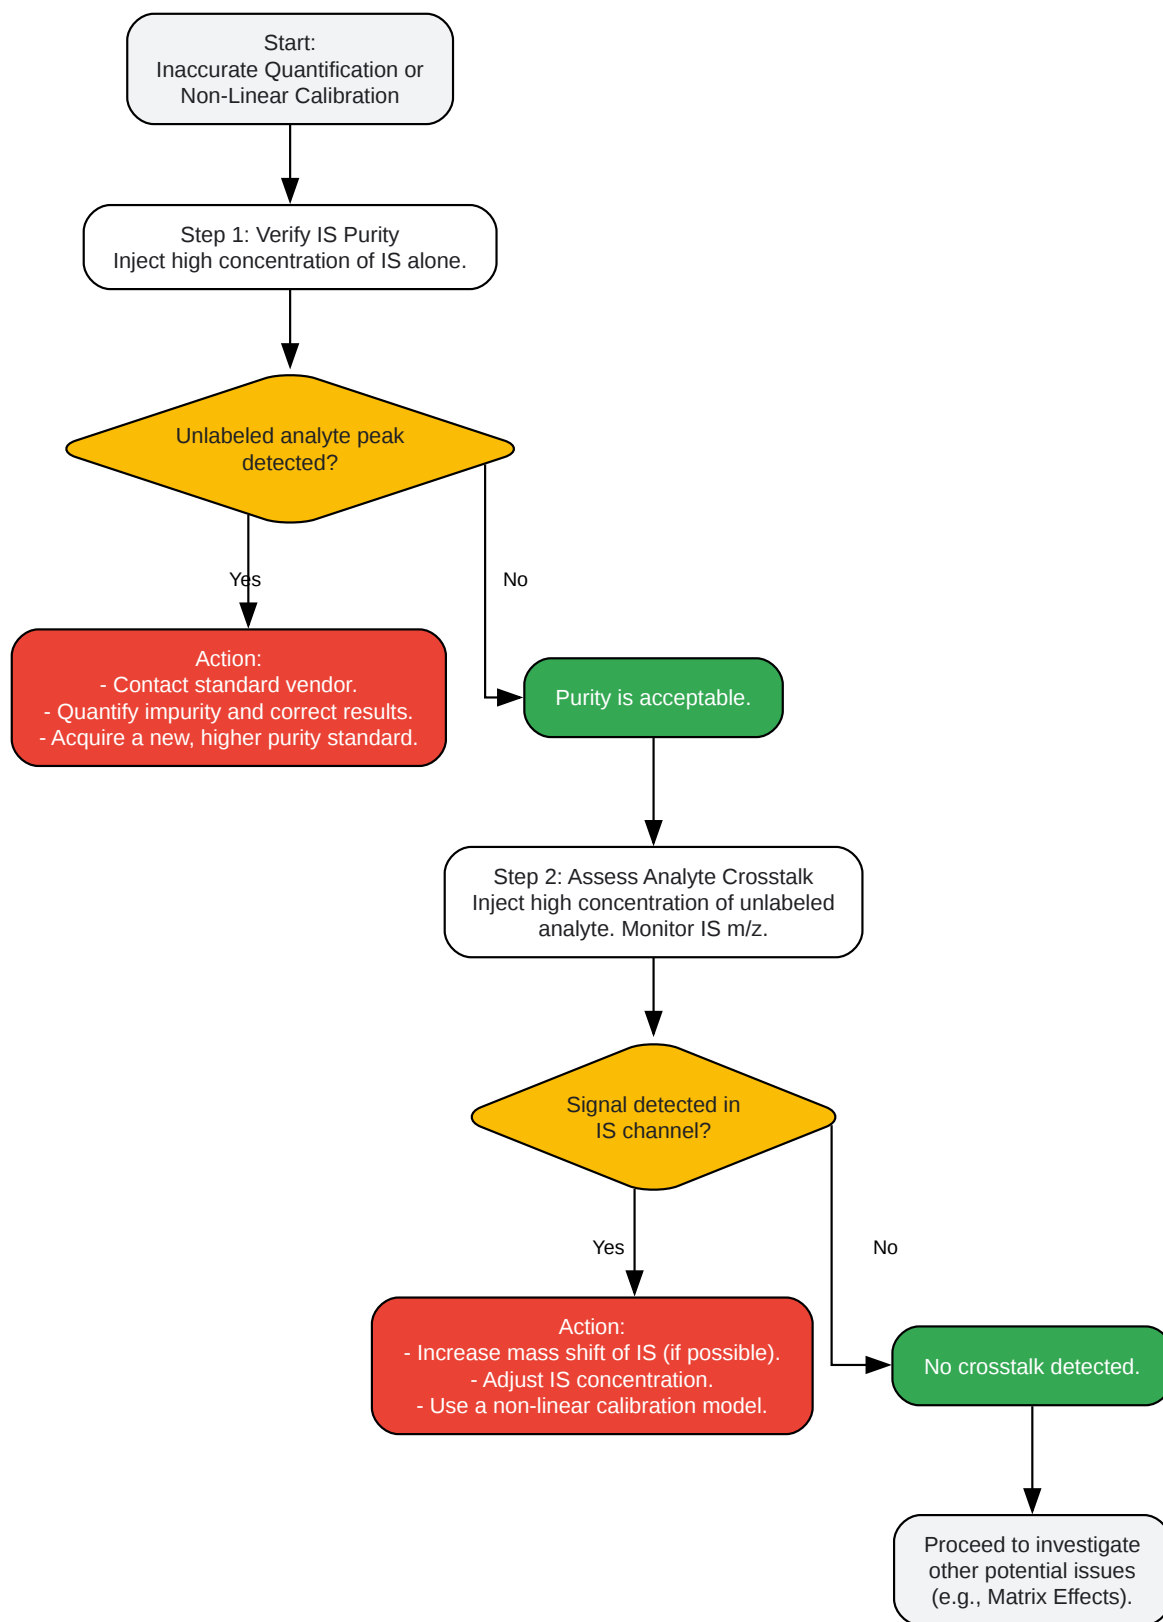 Start:
Inaccurate Quantification or
Non-Linear Calibration
Step 1: Verify IS Purity
Inject high concentration of IS alone.
Unlabeled analyte peak
detected?
Yes
No
Action:
- Contact standard vendor.
- Quantify impurity and correct results.
- Acquire a new, higher purity standard.
Purity is acceptable.
Step 2: Assess Analyte Crosstalk
Inject high concentration of unlabeled
analyte. Monitor IS m/z.
Signal detected in
IS channel?
Yes
No
Action:
- Increase mass shift of IS (if possible).
- Adjust IS concentration.
- Use a non-linear calibration model.
No crosstalk detected.
Proceed to investigate
other potential issues
(e.g., Matrix Effects).